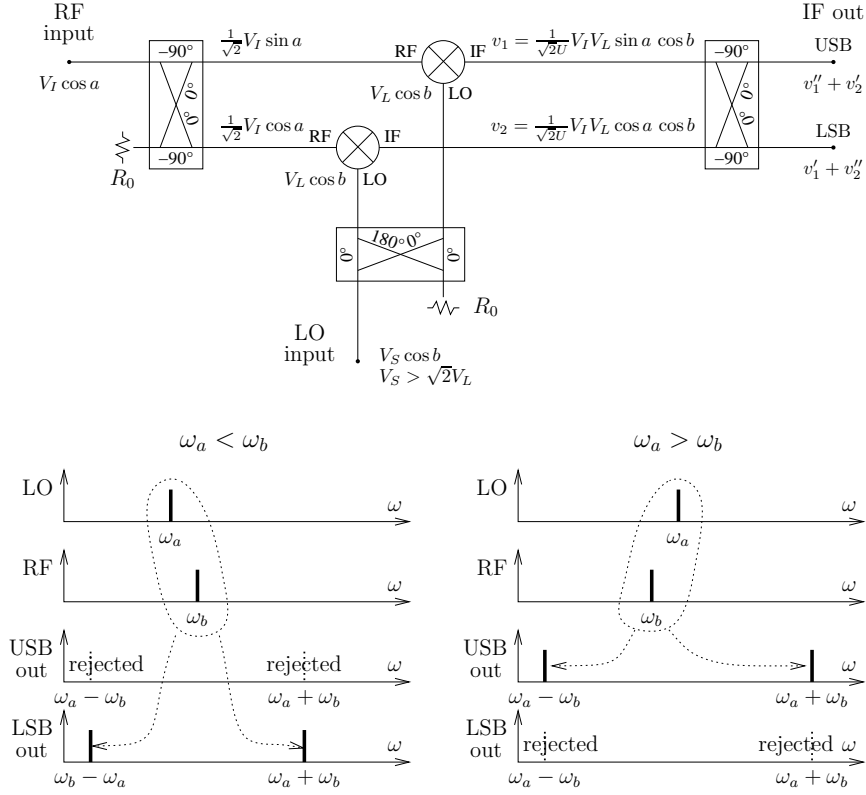 RF input
IF out
−90°
1/√2 V_I sin a
RF
IF
v_1 = 1/(√2U) V_I V_L sin a cos b
−90°
USB
V_I cos a
0° 0°
V_L cos b
LO
0° 0°
v_1'' + v_2'
1/√2 V_I cos a
RF
IF
v_2 = 1/(√2U) V_I V_L cos a cos b
LSB
R_0
−90°
V_L cos b
LO
−90°
v_1' + v_2''
0°
180° 0°
0°
R_0
LO input
V_S cos b
V_S > √2V_L
ω_a < ω_b
ω_a > ω_b
LO
ω
LO
ω
ω_a
ω_a
RF
ω
RF
ω
ω_b
ω_b
USB out
rejected
rejected
ω
USB out
ω
ω_a − ω_b
ω_a + ω_b
ω_a − ω_b
ω_a + ω_b
LSB out
ω
LSB out
rejected
rejected
ω
ω_b − ω_a
ω_a + ω_b
ω_a − ω_b
ω_a + ω_b